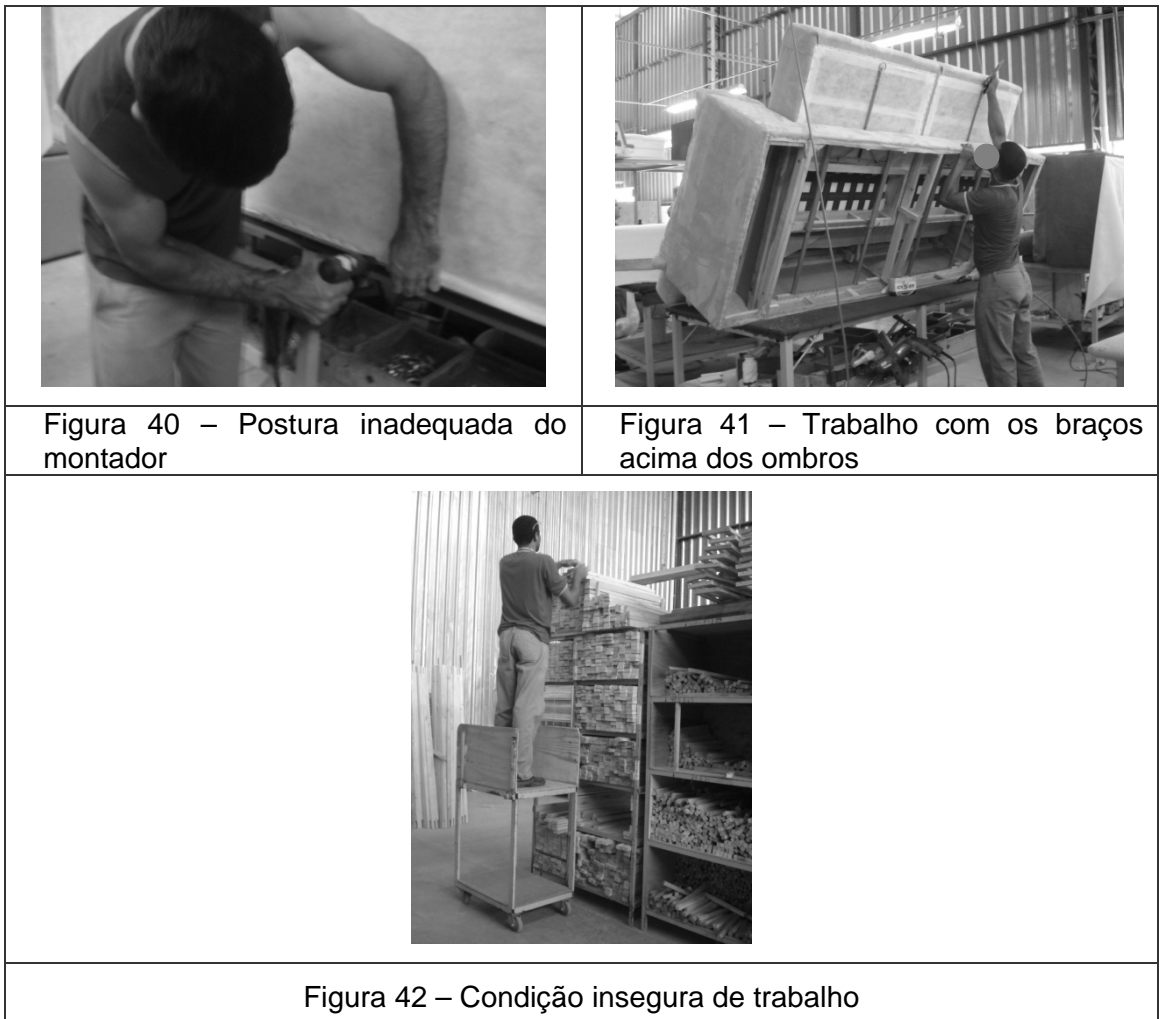 Figura 40 – Postura inadequada do
montador
Figura 41 – Trabalho com os braços
acima dos ombros
Figura 42 – Condição insegura de trabalho